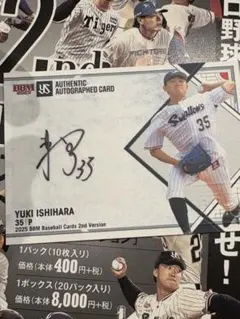 BBM
AUTHENTIC
AUTOGRAPHED CARD
Swallows
35
35
YUKI ISHIHARA
35 | P
2025 BBM Baseball Cards 2nd Version
1パック(10枚入り)
価格(本体400円+税)
1ボックス(20パック入り)
価格(本体8,000円+税)